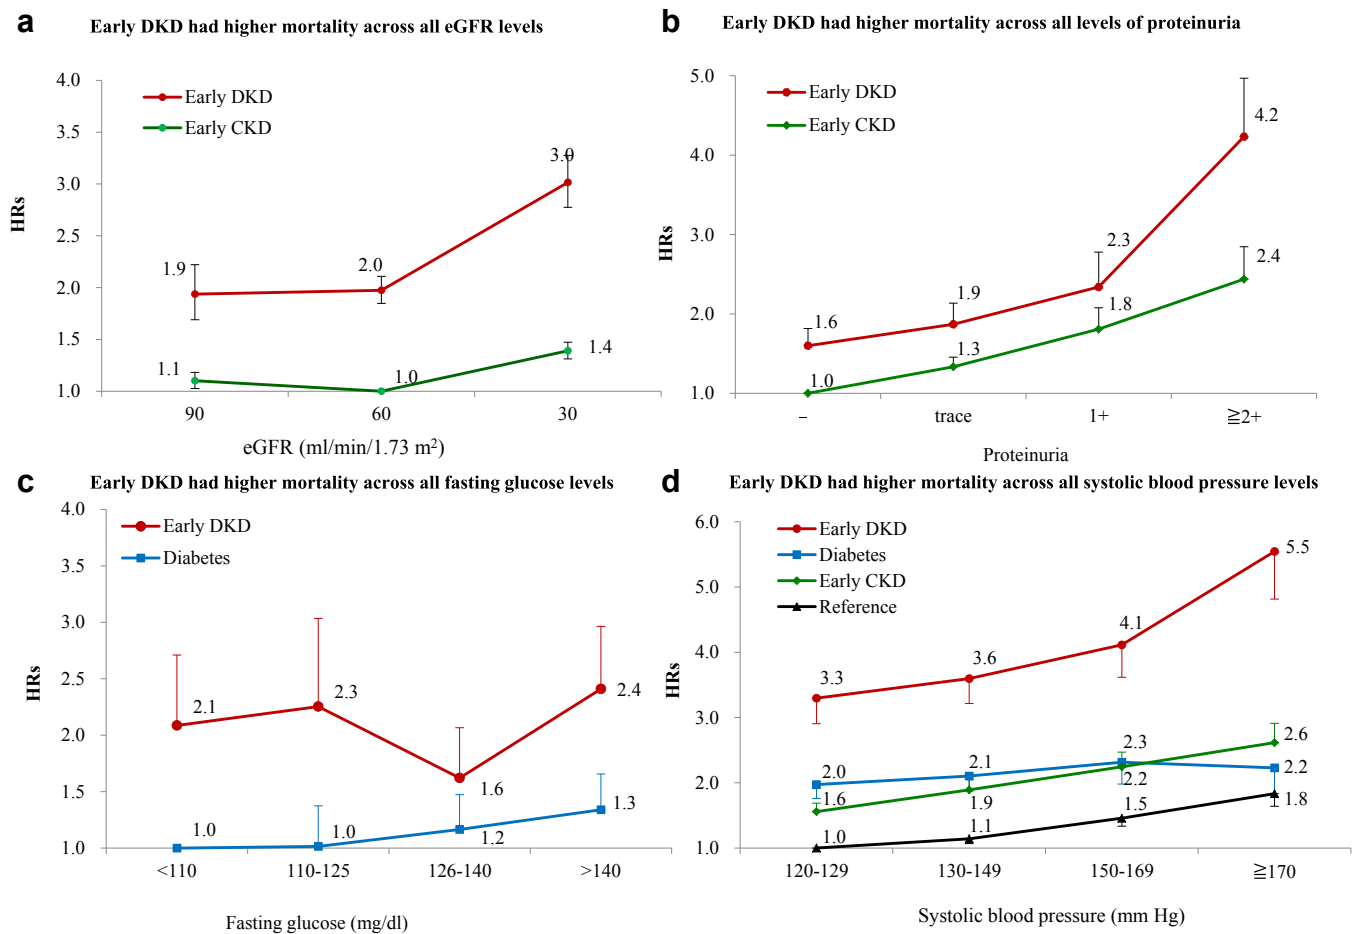 a
Early DKD had higher mortality across all eGFR levels
4.0
3.5
3.0
2.5
2.0
1.5
1.0
HRs
Early DKD
Early CKD
1.9
2.0
3.0
1.1
1.0
1.4
90
60
30
eGFR (ml/min/1.73 m²)
b
Early DKD had higher mortality across all levels of proteinuria
5.0
4.0
3.0
2.0
1.0
HRs
Early DKD
Early CKD
1.6
1.9
2.3
4.2
1.0
1.3
1.8
2.4
–
trace
1+
≧2+
Proteinuria
c
Early DKD had higher mortality across all fasting glucose levels
4.0
3.5
3.0
2.5
2.0
1.5
1.0
HRs
Early DKD
Diabetes
2.1
2.3
1.6
2.4
1.0
1.0
1.2
1.3
<110
110-125
126-140
>140
Fasting glucose (mg/dl)
d
Early DKD had higher mortality across all systolic blood pressure levels
6.0
5.0
4.0
3.0
2.0
1.0
HRs
Early DKD
Diabetes
Early CKD
Reference
3.3
3.6
4.1
5.5
2.0
2.1
2.3
2.2
1.6
1.9
2.2
2.6
1.0
1.1
1.5
1.8
120-129
130-149
150-169
≧170
Systolic blood pressure (mm Hg)